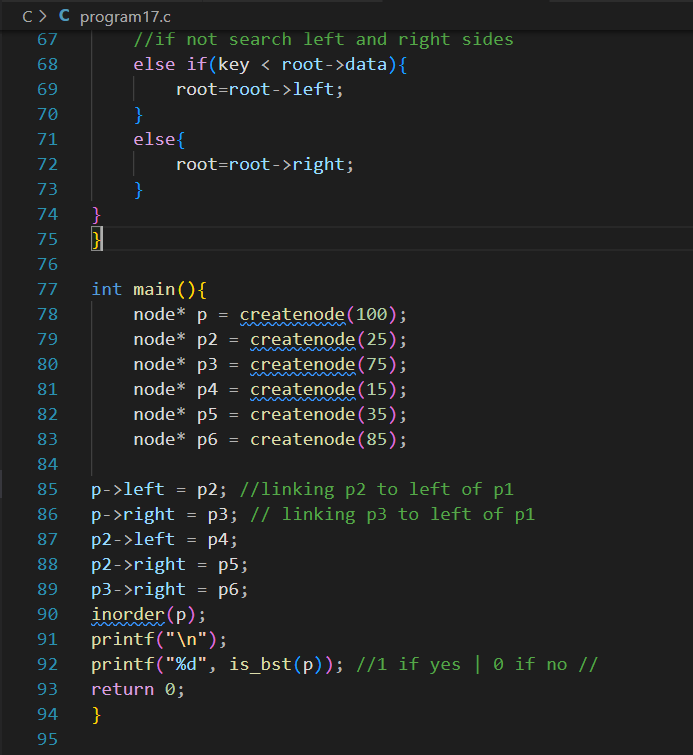 C > C program17.c
67 //if not search left and right sides
68 else if(key < root->data){
69 root=root->left;
70 }
71 else{
72 root=root->right;
73 }
74 }
75 }
76
77 int main(){
78 node* p = createnode(100);
79 node* p2 = createnode(25);
80 node* p3 = createnode(75);
81 node* p4 = createnode(15);
82 node* p5 = createnode(35);
83 node* p6 = createnode(85);
84
85 p->left = p2; //linking p2 to left of p1
86 p->right = p3; // linking p3 to left of p1
87 p2->left = p4;
88 p2->right = p5;
89 p3->right = p6;
90 inorder(p);
91 printf("\n");
92 printf("%d", is_bst(p)); //1 if yes | 0 if no //
93 return 0;
94 }
95